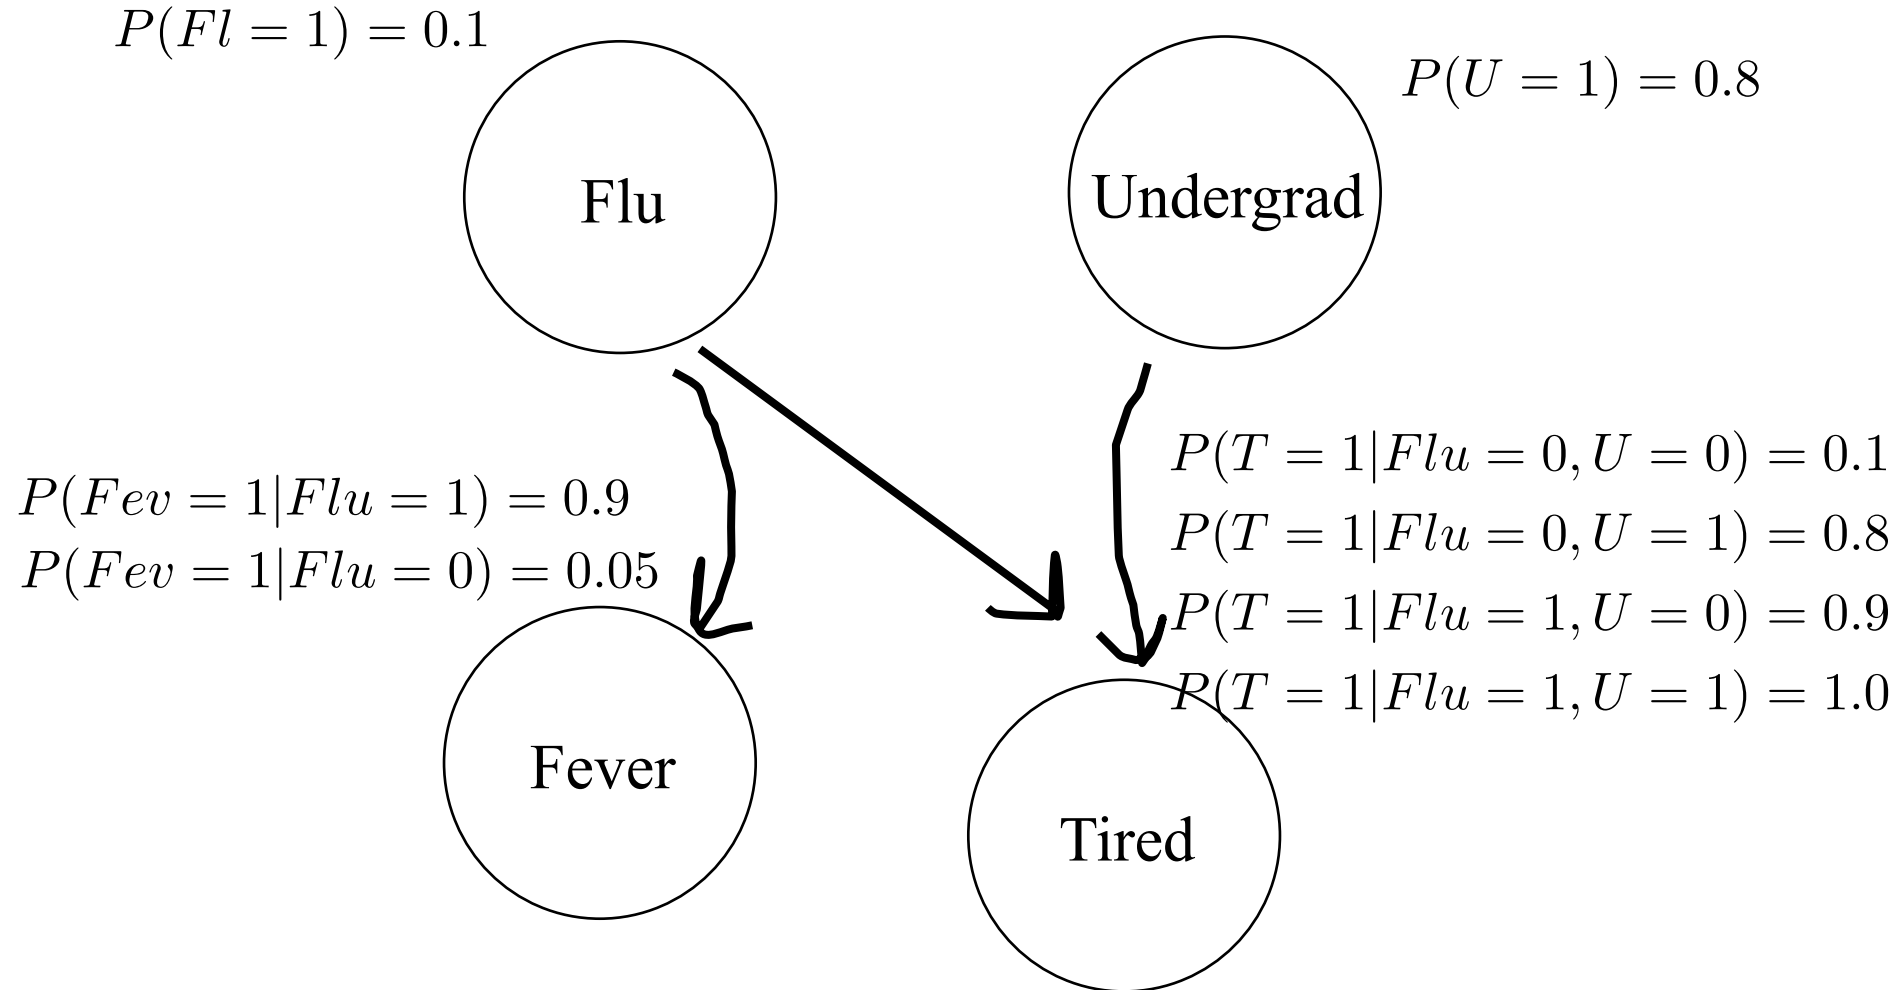 P(Fl = 1) = 0.1
P(U = 1) = 0.8
Flu
Undergrad
P(Fev = 1|Flu = 1) = 0.9
P(Fev = 1|Flu = 0) = 0.05
P(T = 1|Flu = 0, U = 0) = 0.1
P(T = 1|Flu = 0, U = 1) = 0.8
P(T = 1|Flu = 1, U = 0) = 0.9
P(T = 1|Flu = 1, U = 1) = 1.0
Fever
Tired